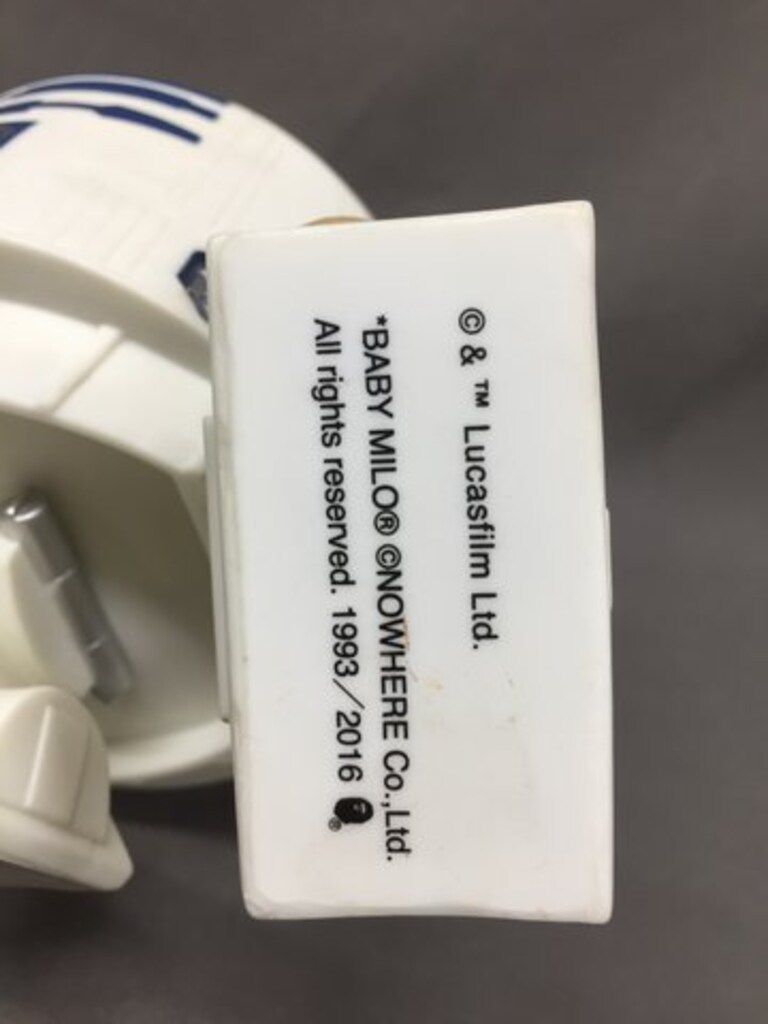 © & ™ Lucasfilm Ltd.
*BABY MILO® ©NOWHERE Co.,Ltd.
All rights reserved. 1993/2016 ®